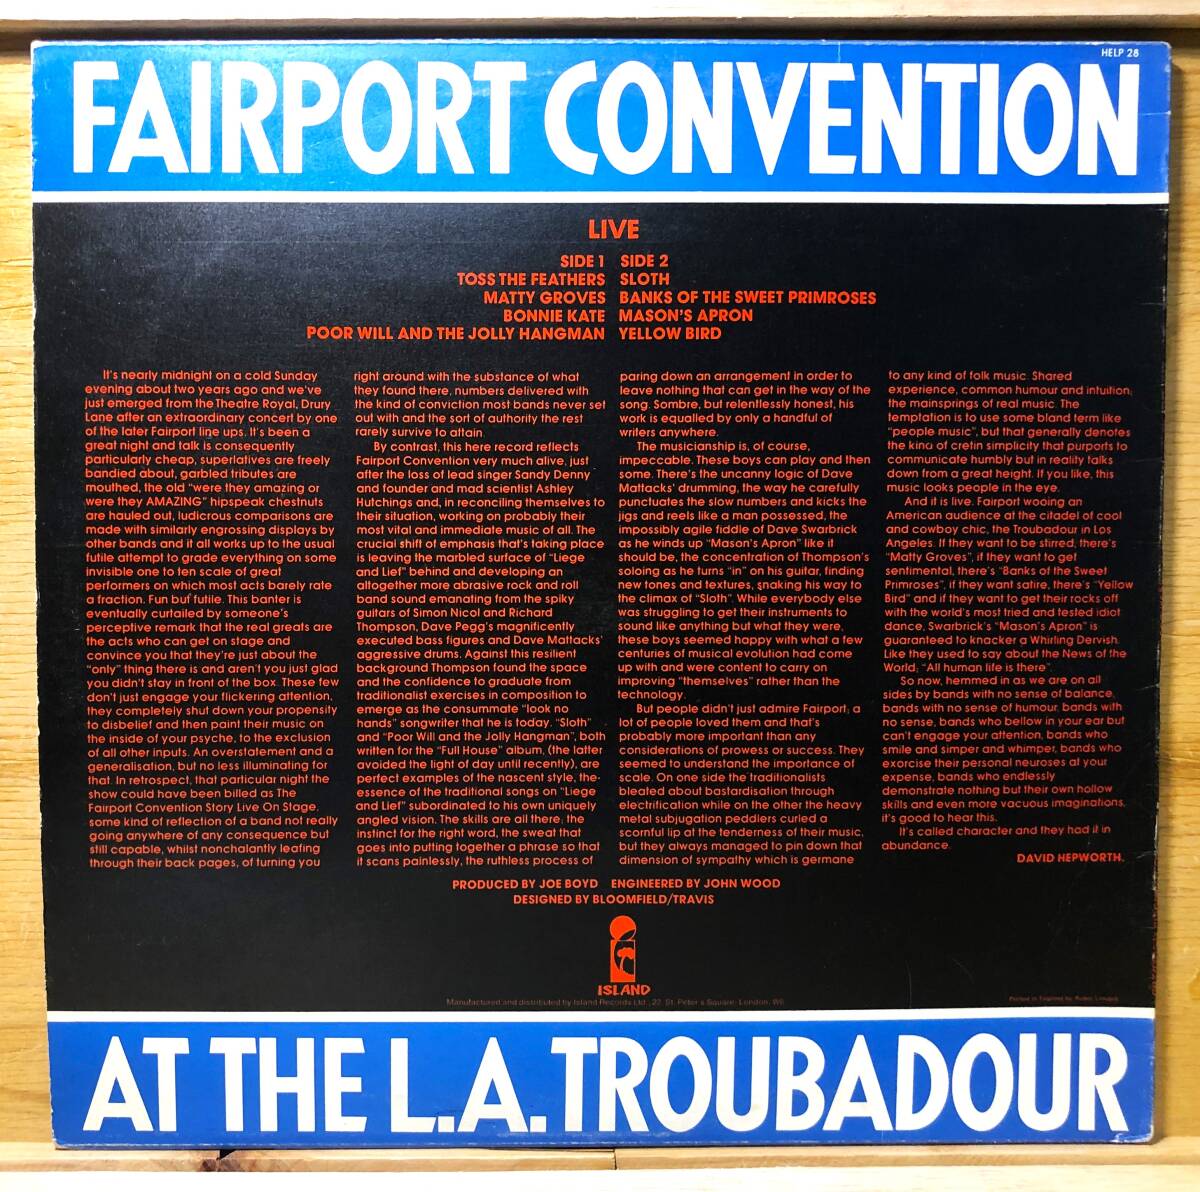 HELP 28
FAIRPORT CONVENTION
LIVE
SIDE 1 SIDE 2
TOSS THE FEATHERS SLOTH
MATTY GROVES BANKS OF THE SWEET PRIMROSES
BONNIE KATE MASON'S APRON
POOR WILL AND THE JOLLY HANGMAN YELLOW BIRD
It's nearly midnight on a cold Sunday
evening about two years ago and we've
just emerged from the Theatre Royal, Drury
Lane after an extraordinary concert by one
of the later Fairport line ups. It's been a
great night and talk is consequently
particularly cheap, superlatives are freely
bandied about, garbled tributes are
mouthed, the old "were they amazing or
were they AMAZING" hipspeak chestnuts
are hauled out, ludicrous comparisons are
made with similarly engrossing displays by
other bands and it all works up to the usual
futile attempt to grade everything on some
invisible one to ten scale of great
performers on which most acts barely rate
a fraction. Fun but futile. This banter is
eventually curtailed by someone's
perceptive remark that the real greats are
the acts who can get on stage and
convince you that they're just about the
"only" thing there is and aren't you just glad
you didn't stay in front of the box. These few
don't just engage your flickering attention,
they completely shut down your propensity
to disbelief and then paint their music on
the inside of your psyche, to the exclusion
of all other inputs. An overstatement and a
generalisation, but no less illuminating for
that. In retrospect, that particular night the
show could have been billed as The
Fairport Convention Story Live On Stage,
some kind of reflection of a band not really
going anywhere of any consequence but
still capable, whilst nonchalantly leafing
through their back pages, of turning you
right around with the substance of what
they found there, numbers delivered with
the kind of conviction most bands never set
out with and the sort of authority the rest
rarely survive to attain.
By contrast, this here record reflects
Fairport Convention very much alive, just
after the loss of lead singer Sandy Denny
and founder and mad scientist Ashley
Hutchings and, in reconciling themselves to
their situation, working on probably their
most vital and immediate music of all. The
crucial shift of emphasis that's taking place
is leaving the marbled surface of "Liege
and Lief" behind and developing an
altogether more abrasive rock and roll
band sound emanating from the spiky
guitars of Simon Nicol and Richard
Thompson, Dave Pegg's magnificently
executed bass figures and Dave Mattacks'
aggressive drums. Against this resilient
background Thompson found the space
and the confidence to graduate from
traditionalist exercises in composition to
emerge as the consummate "look no
hands" songwriter that he is today. "Sloth"
and "Poor Will and the Jolly Hangman", both
written for the "Full House" album, (the latter
avoided the light of day until recently), are
perfect examples of the nascent style, the
essence of the traditional songs on "Liege
and Lief" subordinated to his own uniquely
angled vision. The skills are all there; the
instinct for the right word, the sweat that
goes into putting together a phrase so that
it scans painlessly, the ruthless process of
paring down an arrangement in order to
leave nothing that can get in the way of the
song. Sombre, but relentlessly honest, his
work is equalled by only a handful of
writers anywhere.
The musicianship is, of course,
impeccable. These boys can play and then
some. There's the uncanny logic of Dave
Mattacks' drumming, the way he carefully
punctuates the slow numbers and kicks the
jigs and reels like a man possessed, the
impossibly agile fiddle of Dave Swarbrick
as he winds up "Mason's Apron" like it
should be, the concentration of Thompson's
soloing as he turns "in" on his guitar, finding
new tones and textures, snaking his way to
the climax of "Sloth". While everybody else
was struggling to get their instruments to
sound like anything but what they were,
these boys seemed happy with what a few
centuries of musical evolution had come
up with and were content to carry on
improving "themselves" rather than the
technology.
But people didn't just admire Fairport; a
lot of people loved them and that's
probably more important than any
considerations of prowess or success. They
seemed to understand the importance of
scale. On one side the traditionalists
bleated about bastardisation through
electrification while on the other the heavy
metal subjugation peddlers curled a
scornful lip at the tenderness of their music,
but they always managed to pin down that
dimension of sympathy which is germane
to any kind of folk music. Shared
experience, common humour and intuition;
the mainsprings of real music. The
temptation is to use some bland term like
"people music", but that generally denotes
the kind of cretin simplicity that purports to
communicate humbly but in reality talks
down from a great height. If you like, this
music looks people in the eye.
And it is live. Fairport wooing an
American audience at the citadel of cool
and cowboy chic, the Troubadour in Los
Angeles. If they want to be stirred, there's
"Matty Groves", if they want to get
sentimental, there's "Banks of the Sweet
Primroses", if they want satire, there's "Yellow
Bird" and if they want to get their rocks off
with the world's most tried and tested idiot
dance, Swarbrick's "Mason's Apron" is
guaranteed to knacker a Whirling Dervish.
Like they used to say about the News of the
World, "All human life is there".
So now, hemmed in as we are on all
sides by bands with no sense of balance,
bands with no sense of humour, bands with
no sense, bands who bellow in your ear but
can't engage your attention, bands who
smile and simper and whimper, bands who
exorcise their personal neuroses at your
expense, bands who endlessly
demonstrate nothing but their own hollow
skills and even more vacuous imaginations,
it's good to hear this.
It's called character and they had it in
abundance.
DAVID HEPWORTH.
PRODUCED BY JOE BOYD ENGINEERED BY JOHN WOOD
DESIGNED BY BLOOMFIELD/TRAVIS
ISLAND
Manufactured and distributed by Island Records Ltd., 22, St. Peter's Square, London, W6
Printed in England by
AT THE L.A. TROUBADOUR